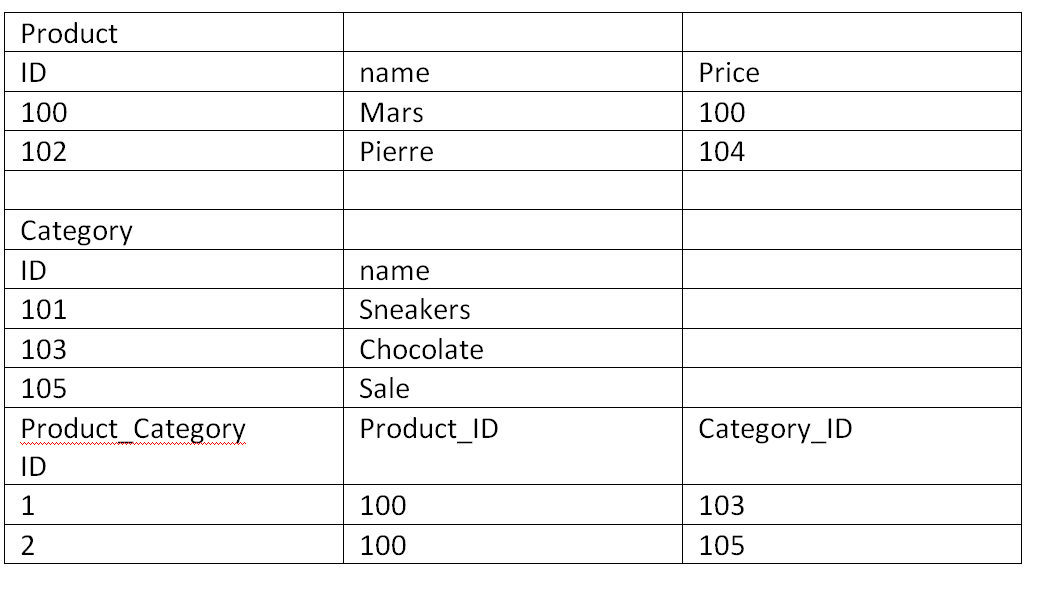 Product
ID name Price
100 Mars 100
102 Pierre 104
Category
ID name
101 Sneakers
103 Chocolate
105 Sale
Product_Category Product_ID Category_ID
ID
1 100 103
2 100 105